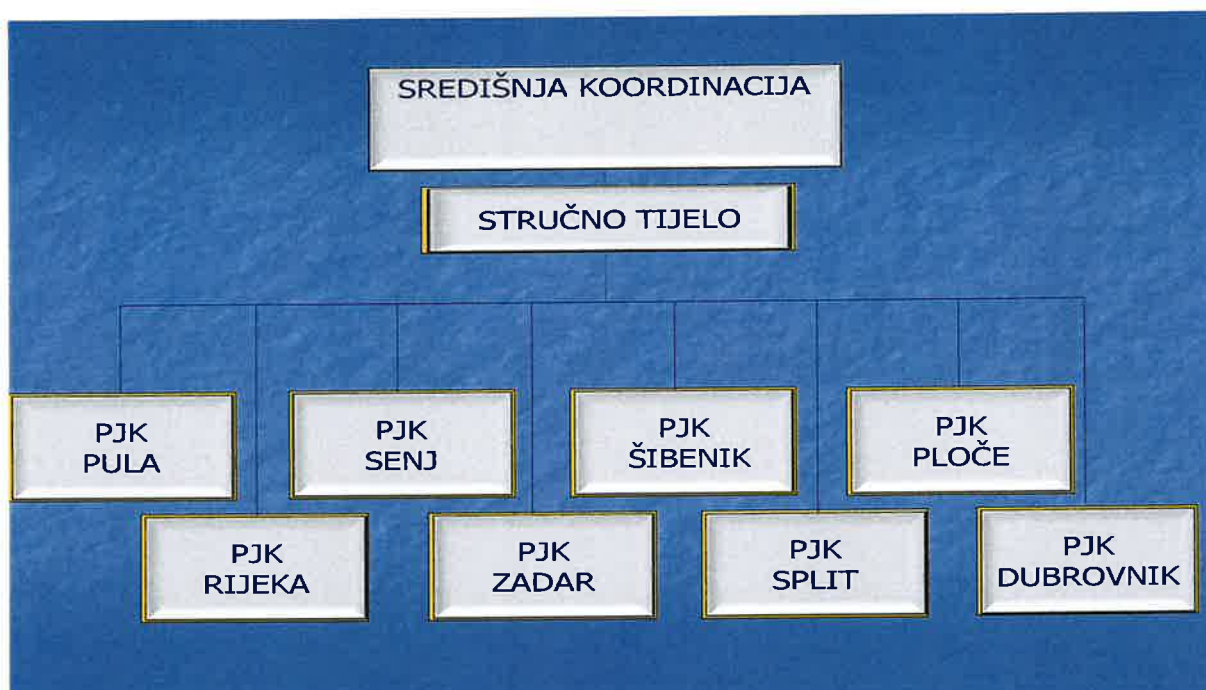 SREDIŠNJA KOORDINACIJA
STRUČNO TIJELO
PJK
PULA
PJK
SENJ
PJK
ŠIBENIK
PJK
PLOČE
PJK
RIJEKA
PJK
ZADAR
PJK
SPLIT
PJK
DUBROVNIK